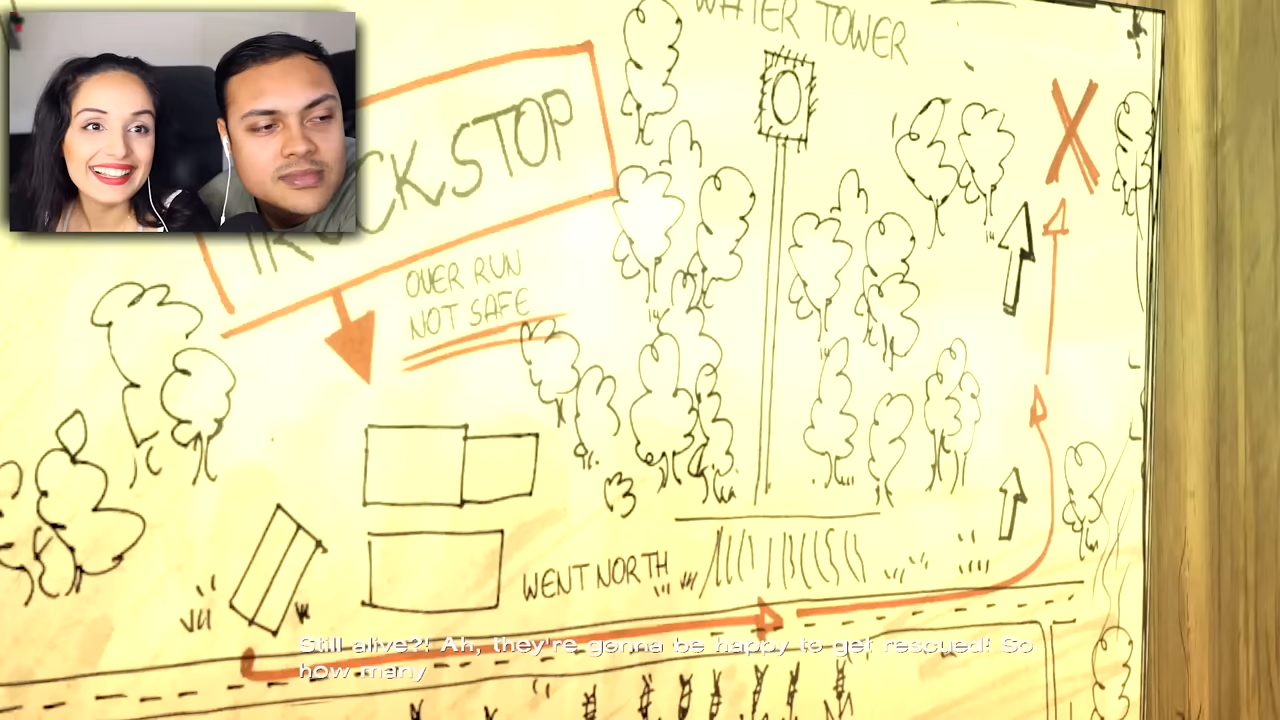 WATER TOWER
TRUCK STOP
OVER RUN
NOT SAFE
X
WENT NORTH
Still alive?! Ah, they're gonna be happy to get rescued! So
how many